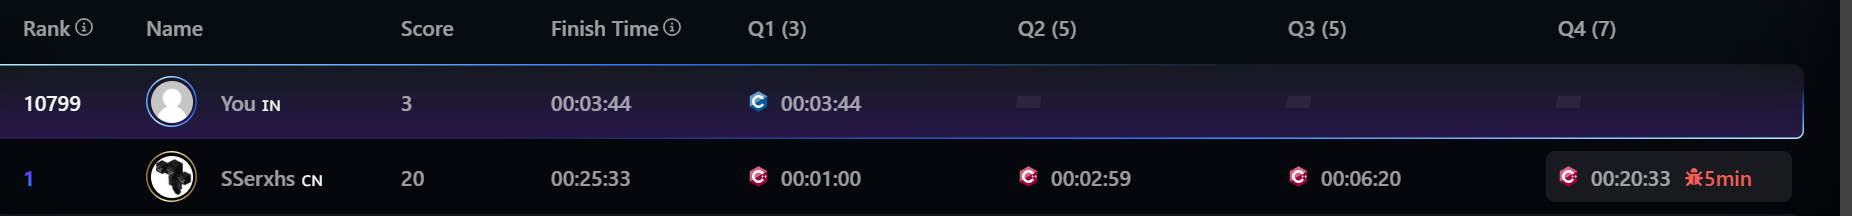 Rank Name Score Finish Time Q1 (3) Q2 (5) Q3 (5) Q4 (7)
10799 You IN 3 00:03:44 00:03:44
1 SSerxhs CN 20 00:25:33 00:01:00 00:02:59 00:06:20 00:20:33 5min